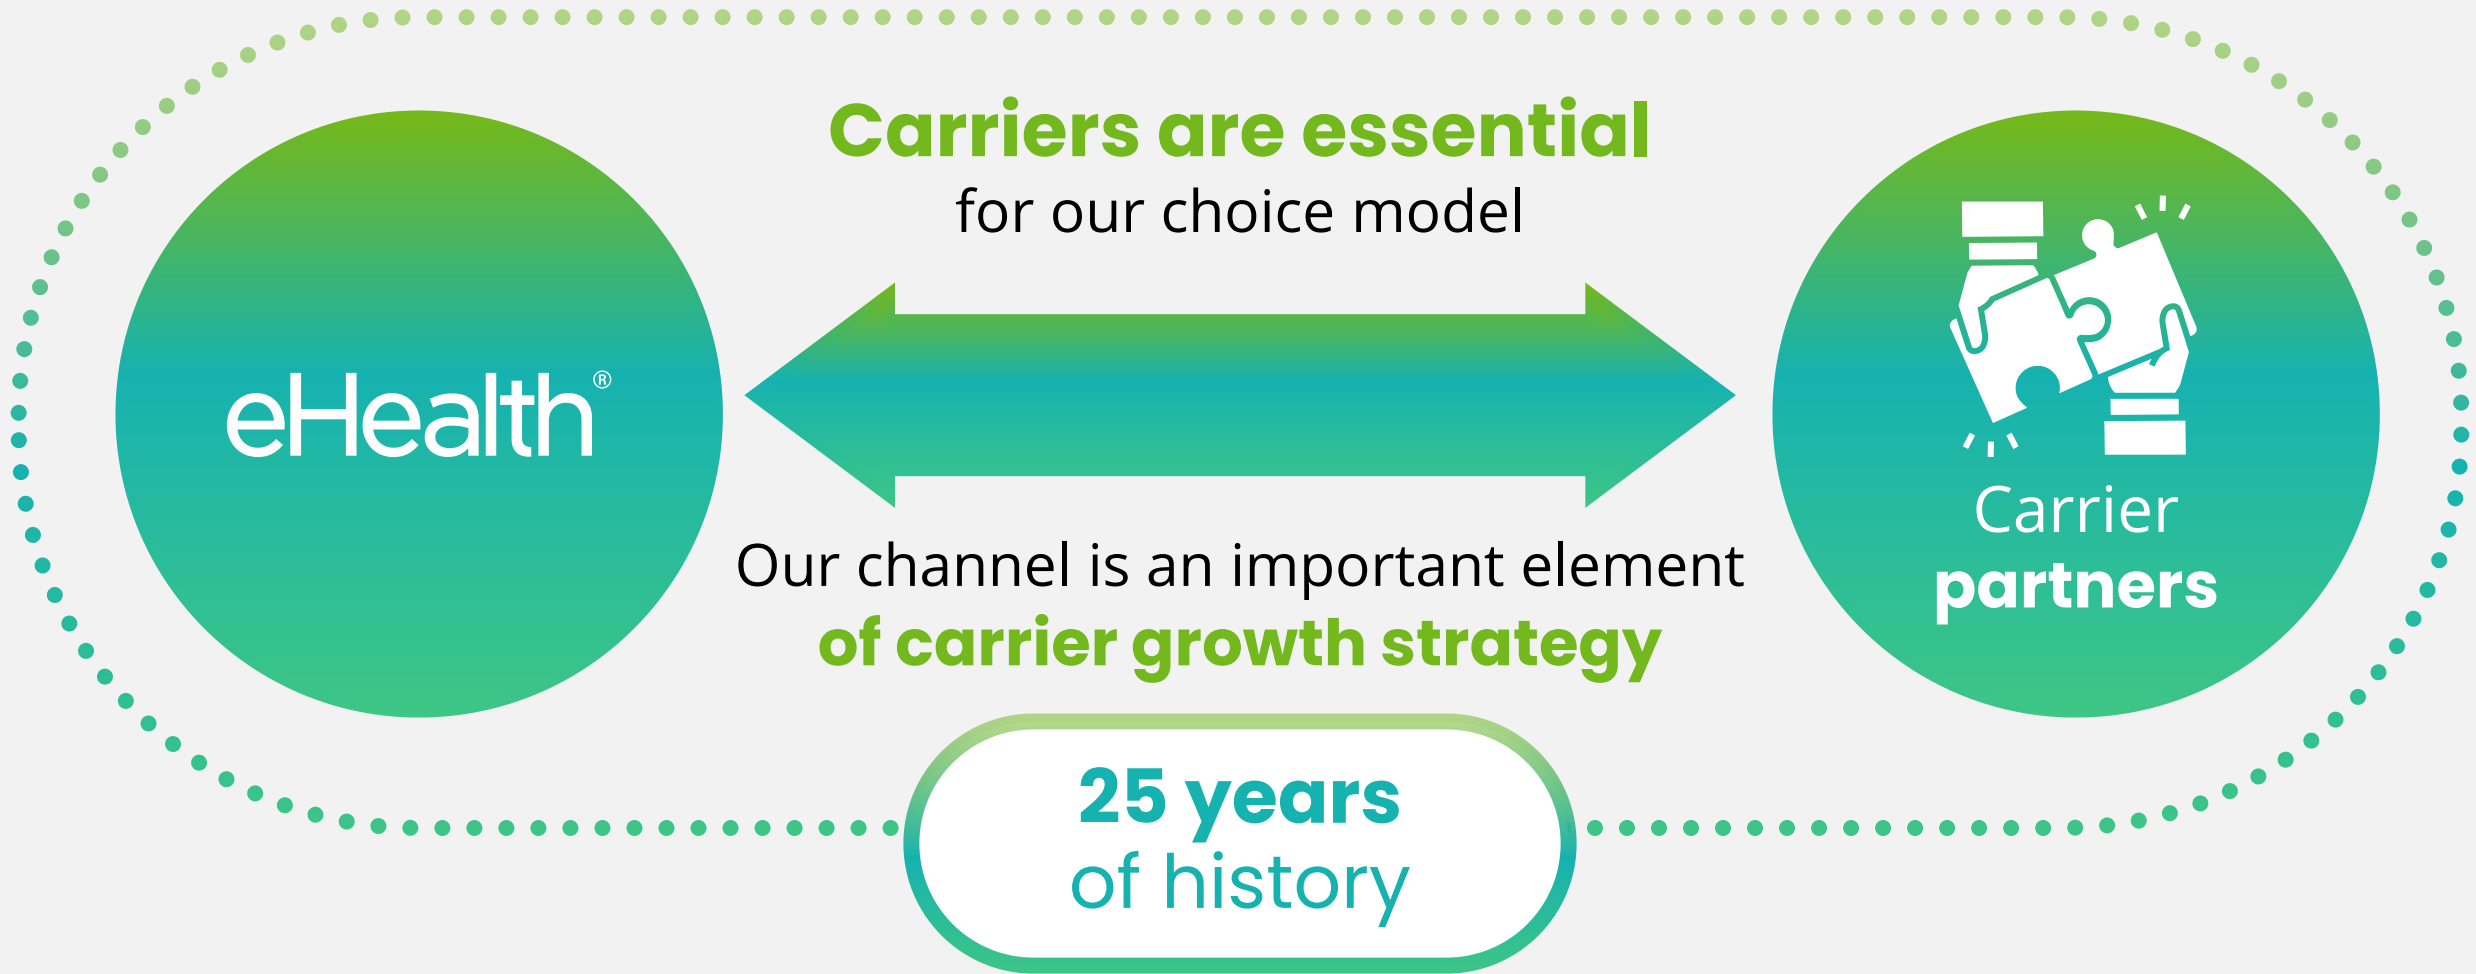 Carriers are essential
for our choice model
eHealth®
Our channel is an important element
of carrier growth strategy
Carrier
partners
25 years
of history